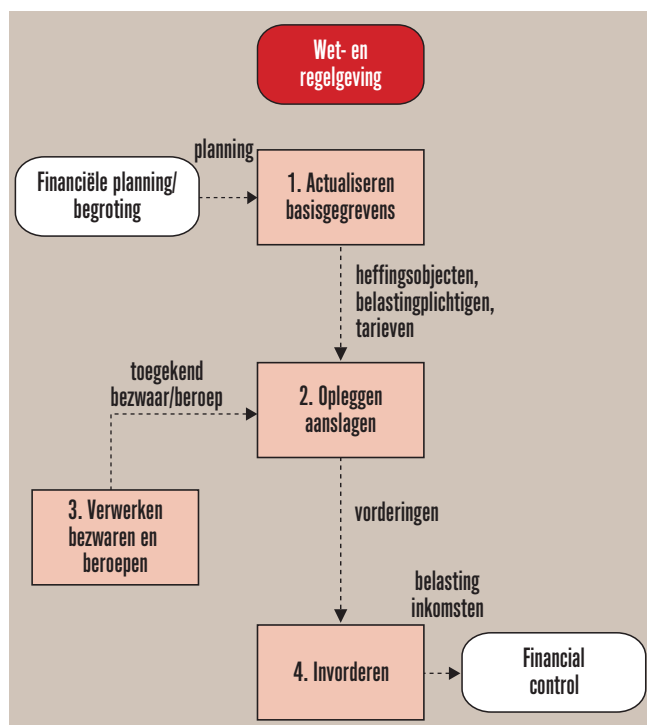 Wet- en
regelgeving
planning
Financiële planning/
begroting
1. Actualiseren
basisgegrevens
heffingsobjecten,
belastingplichtigen,
tarieven
toegekend
bezwaar/beroep
2. Opleggen
aanslagen
3. Verwerken
bezwaren en
beroepen
vorderingen
belasting
inkomsten
4. Invorderen
Financial
control